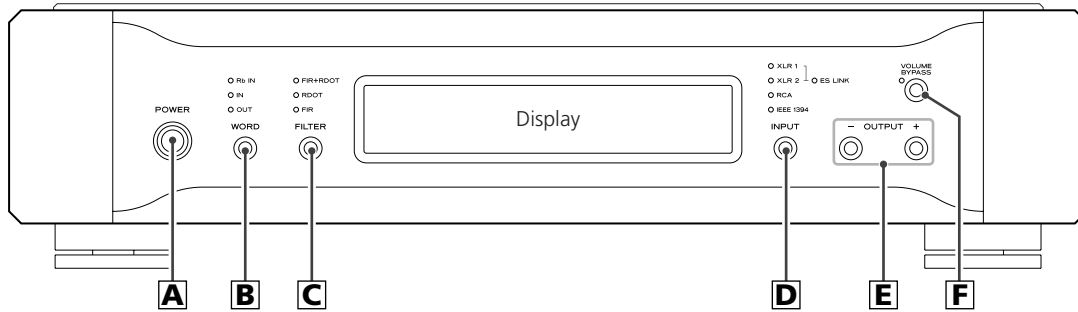 POWER
Rb IN
IN
OUT
WORD
FIR+RDOT
RDOT
FIR
FILTER
Display
XLR 1
XLR 2
ES LINK
RCA
IEEE 1394
INPUT
VOLUME
BYPASS
− OUTPUT +
A
B
C
D
E
F